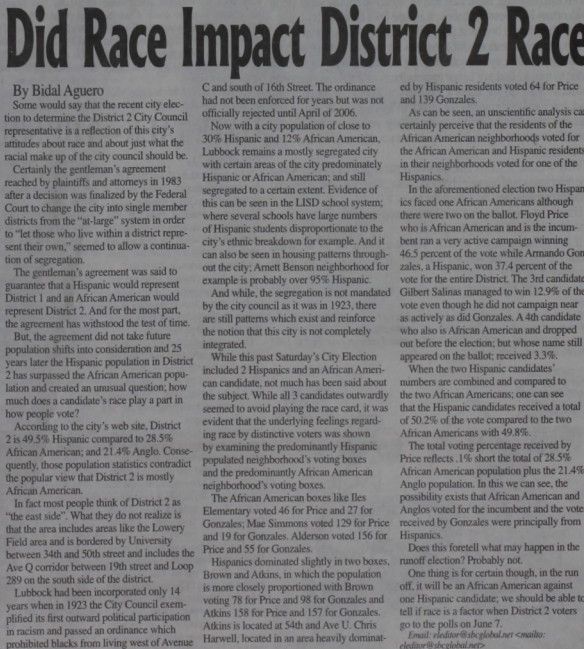 Did Race Impact District 2 Race
By Bidal Aguero
Some would say that the recent city elec-
tion to determine the District 2 City Council
representative is a reflection of this city's
attitudes about race and about just what the
racial make up of the city council should be.
Certainly the gentleman's agreement
reached by plaintiffs and attorneys in 1983
after a decision was finalized by the Federal
Court to change the city into single member
districts from the "at-large" system in order
to "let those who live within a district repre-
sent their own," seemed to allow a continua-
tion of segregation.
The gentleman's agreement was said to
guarantee that a Hispanic would represent
District 1 and an African American would
represent District 2. And for the most part,
the agreement has withstood the test of time.
But, the agreement did not take future
population shifts into consideration and 25
years later the Hispanic population in District
2 has surpassed the African American popu-
lation and created an unusual question; how
much does a candidate's race play a part in
how people vote?
According to the city's web site, District
2 is 49.5% Hispanic compared to 28.5%
African American; and 21.4% Anglo. Conse-
quently, those population statistics contradict
the popular view that District 2 is mostly
African American.
In fact most people think of District 2 as
"the east side". What they do not realize is
that the area includes areas like the Lowery
Field area and is bordered by University
between 34th and 50th street and includes the
Ave Q corridor between 19th street and Loop
289 on the south side of the district.
Lubbock had been incorporated only 14
years when in 1923 the City Council exem-
plified its first outward political participation
in racism and passed an ordinance which
prohibited blacks from living west of Avenue
C and south of 16th Street. The ordinance
had not been enforced for years but was not
officially rejected until April of 2006.
Now with a city population of close to
30% Hispanic and 12% African American,
Lubbock remains a mostly segregated city
with certain areas of the city predominately
Hispanic or African American; and still
segregated to a certain extent. Evidence of
this can be seen in the LISD school system;
where several schools have large numbers
of Hispanic students disproportionate to the
city's ethnic breakdown for example. And it
can also be seen in housing patterns through-
out the city; Arnett Benson neighborhood for
example is probably over 95% Hispanic.
And while, the segregation is not mandated
by the city council as it was in 1923, there
are still patterns which exist and reinforce
the notion that this city is not completely
integrated.
While this past Saturday's City Election
included 2 Hispanics and an African Ameri-
can candidate, not much has been said about
the subject. While all 3 candidates outwardly
seemed to avoid playing the race card, it was
evident that the underlying feelings regard-
ing race by distinctive voters was shown
by examining the predominantly Hispanic
populated neighborhood's voting boxes
and the predominantly African American
neighborhood's voting boxes.
The African American boxes like Iles
Elementary voted 46 for Price and 27 for
Gonzales; Mae Simmons voted 129 for Price
and 19 for Gonzales. Alderson voted 156 for
Price and 55 for Gonzales.
Hispanics dominated slightly in two boxes,
Brown and Atkins, in which the population
is more closely proportioned with Brown
voting 78 for Price and 98 for Gonzales and
Atkins 158 for Price and 157 for Gonzales.
Atkins is located at 54th and Ave U. Chris
Harwell, located in an area heavily dominat-
ed by Hispanic residents voted 64 for Price
and 139 Gonzales.
As can be seen, an unscientific analysis can
certainly perceive that the residents of the
African American neighborhoods voted for
the African American and Hispanic residents
in their neighborhoods voted for one of the
Hispanics.
In the aforementioned election two Hispan-
ics faced one African Americans although
there were two on the ballot. Floyd Price
who is African American and is the incum-
bent ran a very active campaign winning
46.5 percent of the vote while Armando Gon-
zales, a Hispanic, won 37.4 percent of the
vote for the entire District. The 3rd candidate
Gilbert Salinas managed to win 12.9% of the
vote even though he did not campaign near
as actively as did Gonzales. A 4th candidate
who also is African American and dropped
out before the election; but whose name still
appeared on the ballot; received 3.3%.
When the two Hispanic candidates'
numbers are combined and compared to
the two African Americans; one can see
that the Hispanic candidates received a total
of 50.2% of the vote compared to the two
African Americans with 49.8%.
The total voting percentage received by
Price reflects .1% short the total of 28.5%
African American population plus the 21.4%
Anglo population. In this we can see, the
possibility exists that African American and
Anglos voted for the incumbent and the votes
received by Gonzales were principally from
Hispanics.
Does this foretell what may happen in the
runoff election? Probably not.
One thing is for certain though, in the run
off, it will be an African American against
one Hispanic candidate; we should be able to
tell if race is a factor when District 2 voters
go to the polls on June 7.
Email: eleditor@sbcglobal.net <mailto:
eleditor@sbcglobal.net>